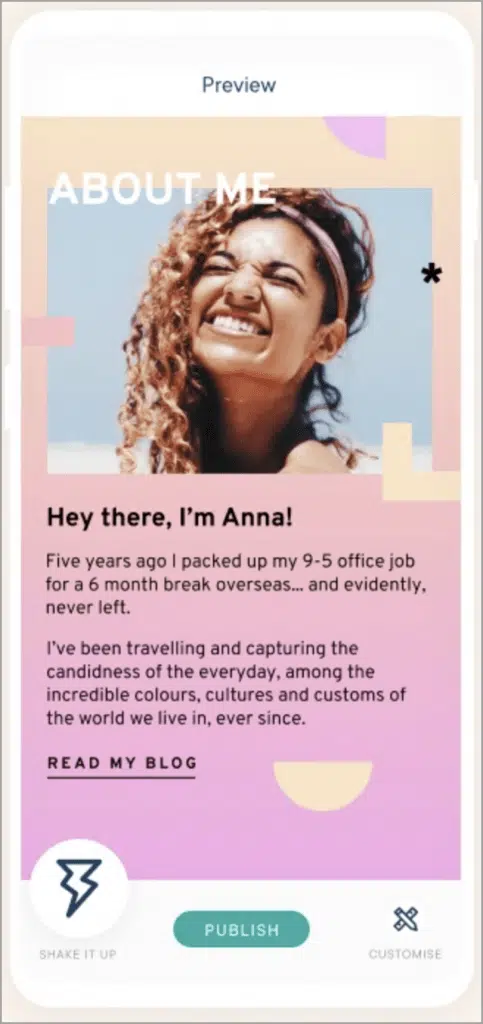 Preview
ABOUT ME
*
Hey there, I'm Anna!
Five years ago I packed up my 9-5 office job
for a 6 month break overseas... and evidently,
never left.
I've been travelling and capturing the
candidness of the everyday, among the
incredible colours, cultures and customs of
the world we live in, ever since.
READ MY BLOG
PUBLISH
SHAKE IT UP
CUSTOMISE